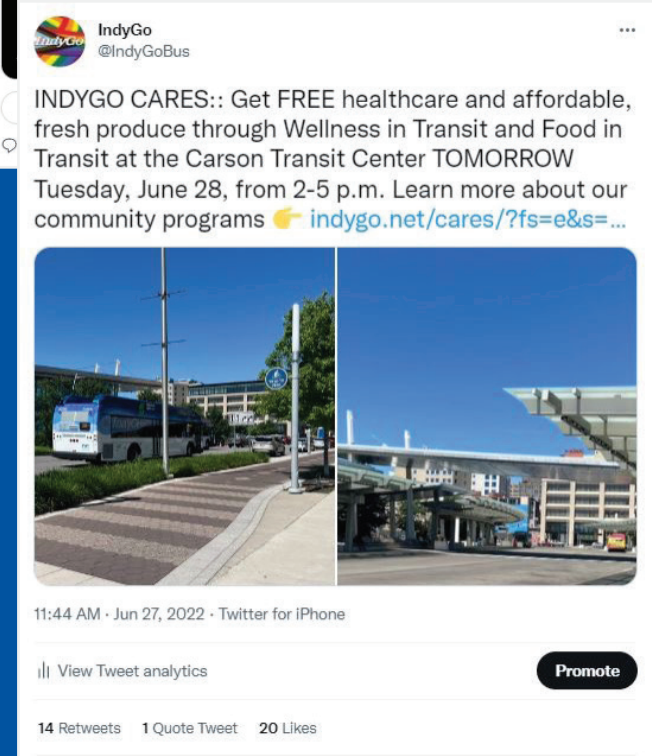 IndyGo
IndyGo
@IndyGoBus
INDYGO CARES:: Get FREE healthcare and affordable,
fresh produce through Wellness in Transit and Food in
Transit at the Carson Transit Center TOMORROW
Tuesday, June 28, from 2-5 p.m. Learn more about our
community programs 👉 indygo.net/cares/?fs=e&s=...
11:44 AM · Jun 27, 2022 · Twitter for iPhone
View Tweet analytics
Promote
14 Retweets 1 Quote Tweet 20 Likes